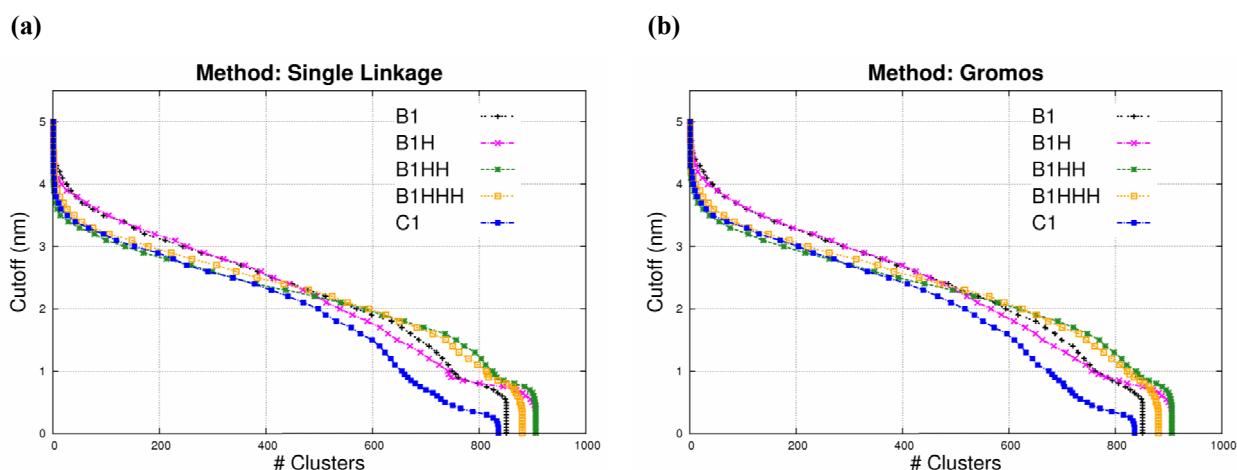 (a)
Method: Single Linkage
B1
B1H
B1HH
B1HHH
C1
5
4
3
2
1
0
Cutoff (nm)
0 200 400 600 800 1000
# Clusters
(b)
Method: Gromos
B1
B1H
B1HH
B1HHH
C1
5
4
3
2
1
0
Cutoff (nm)
0 200 400 600 800 1000
# Clusters